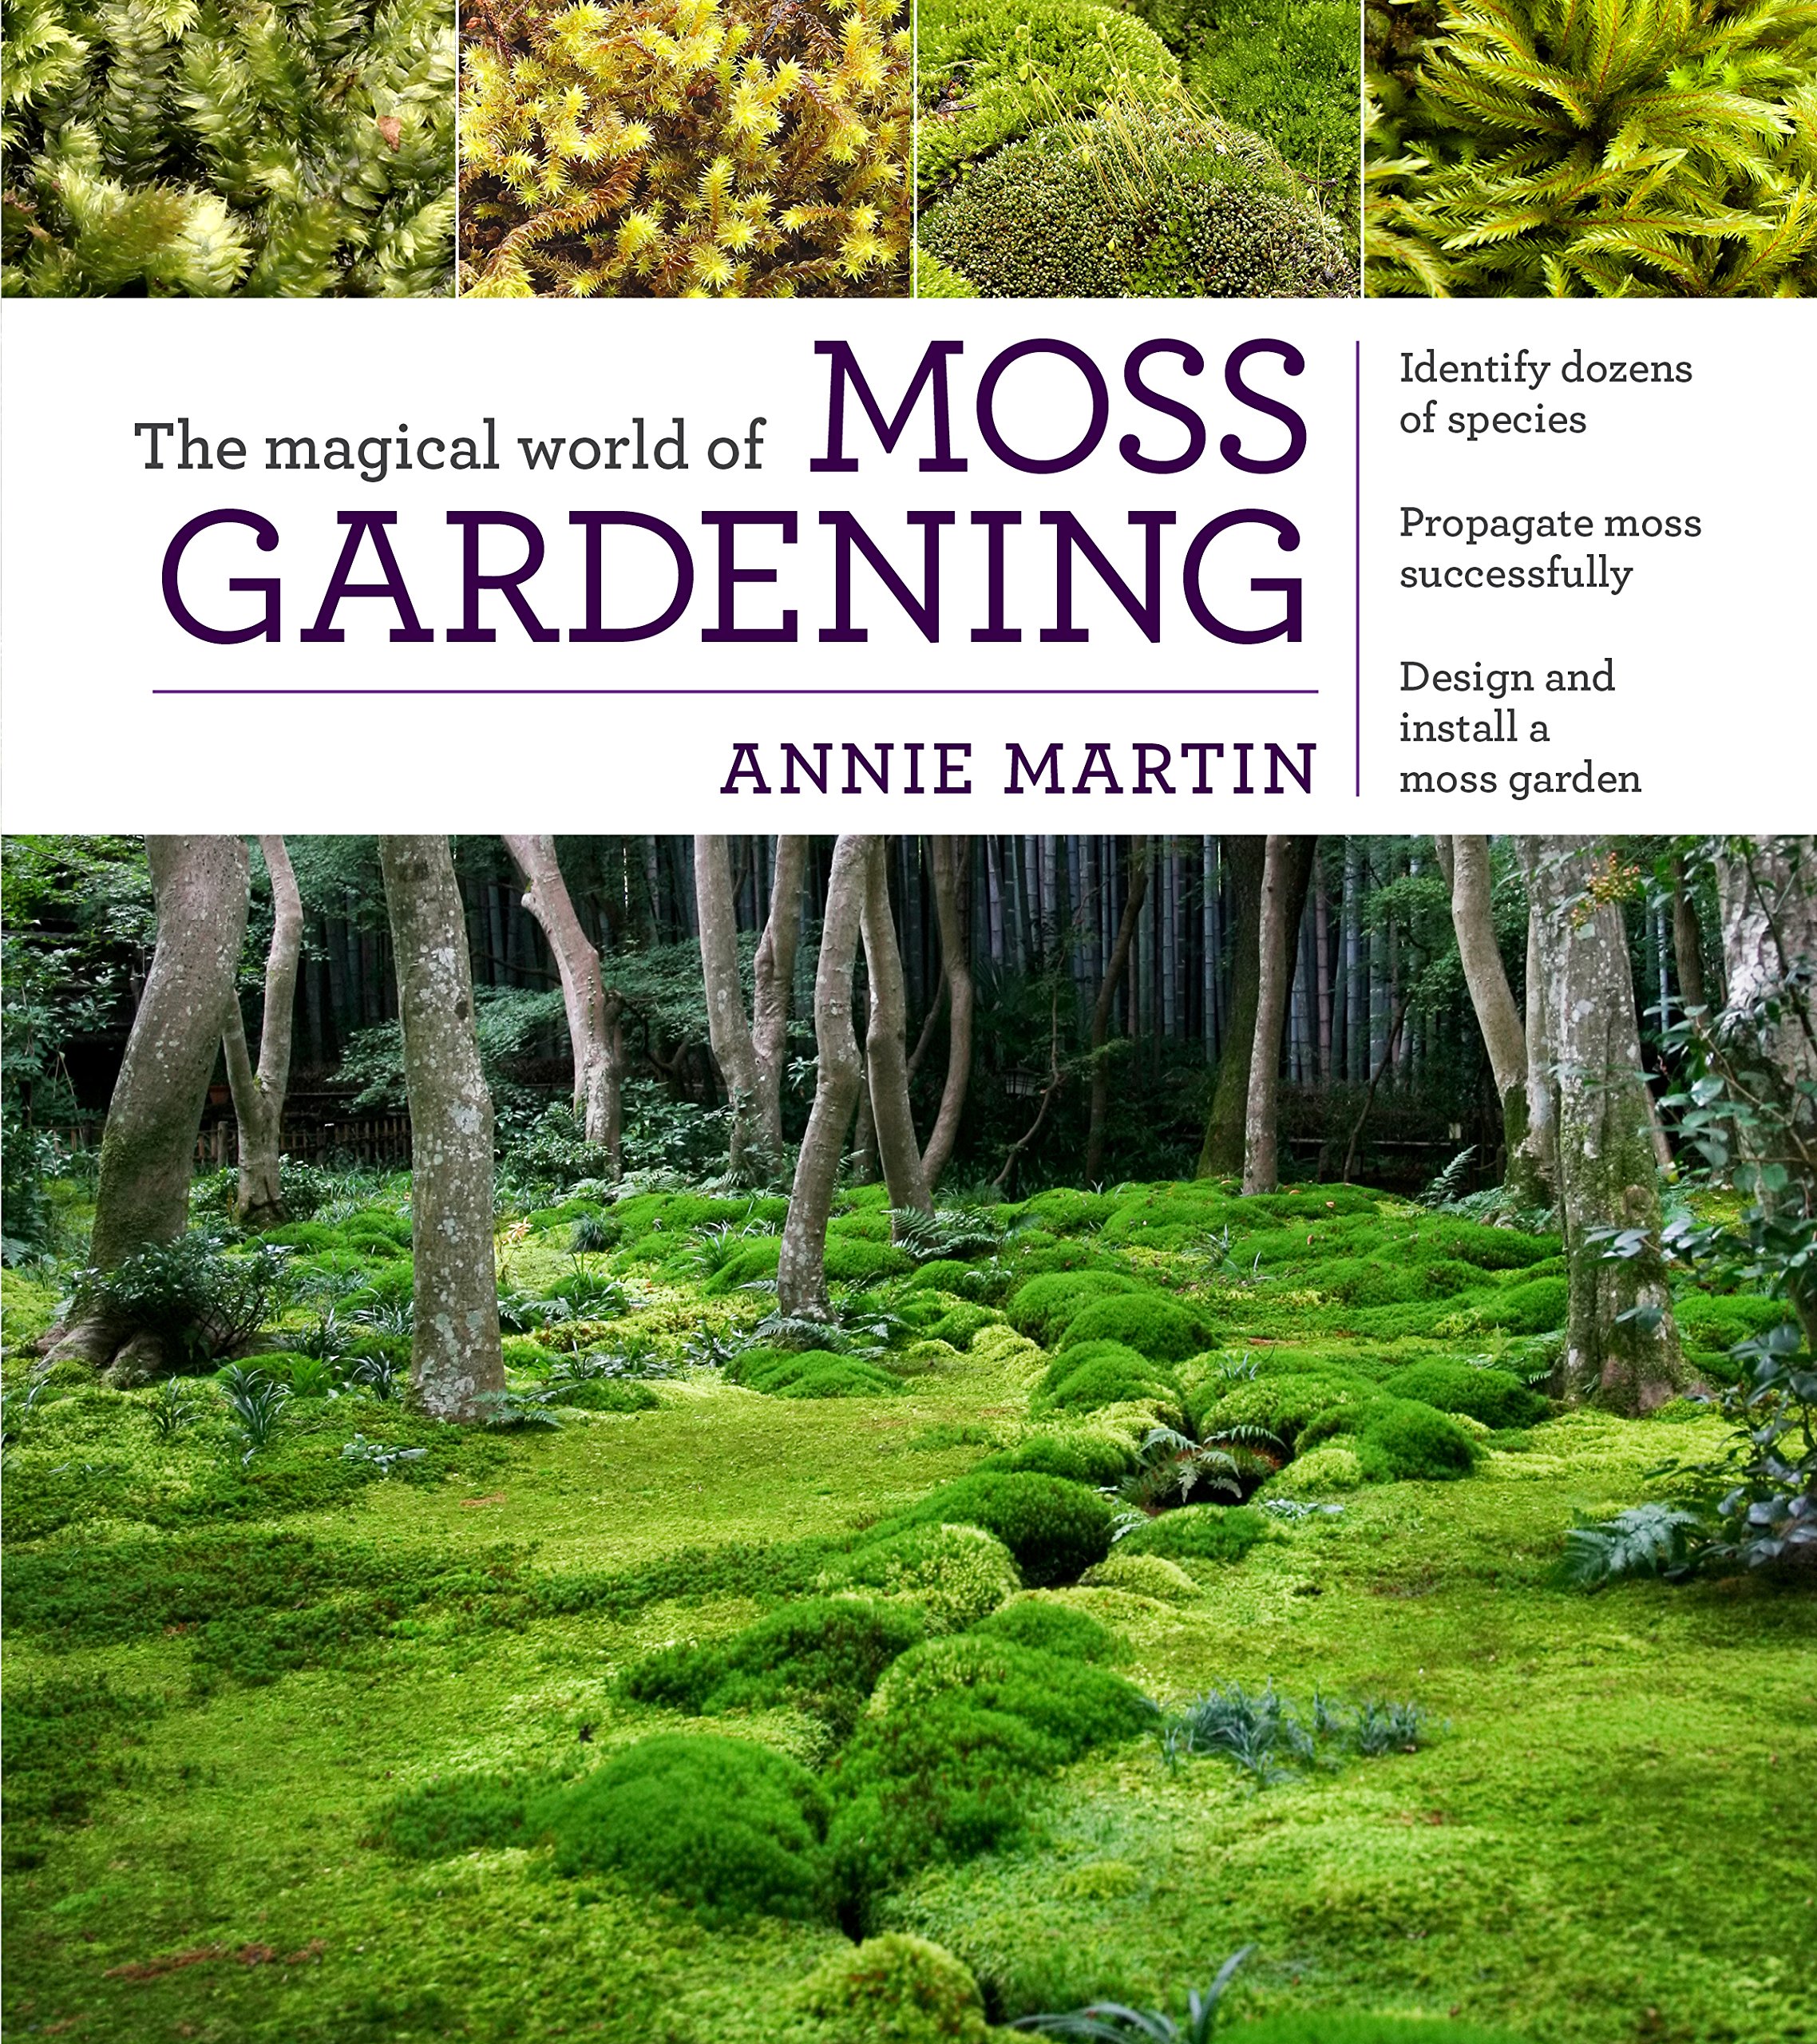 The magical world of MOSS
GARDENING
ANNIE MARTIN
Identify dozens
of species
Propagate moss
successfully
Design and
install a
moss garden